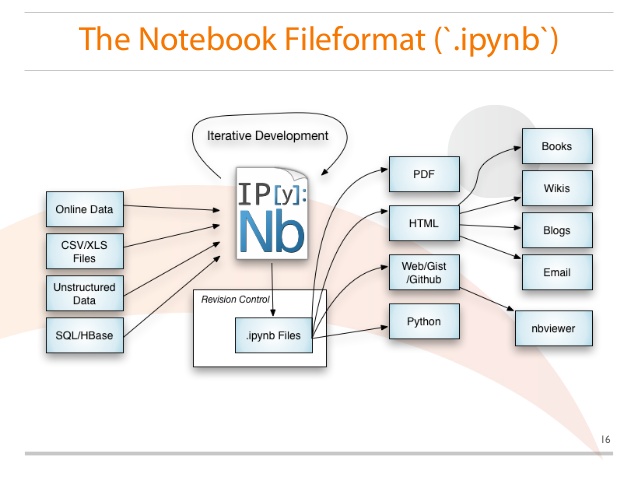 The Notebook Fileformat (`.ipynb`)
Iterative Development
IP[y]:
Nb
Online Data
CSV/XLS
Files
Unstructured
Data
SQL/HBase
Revision Control
.ipynb Files
PDF
HTML
Web/Gist
/Github
Python
Books
Wikis
Blogs
Email
nbviewer
16